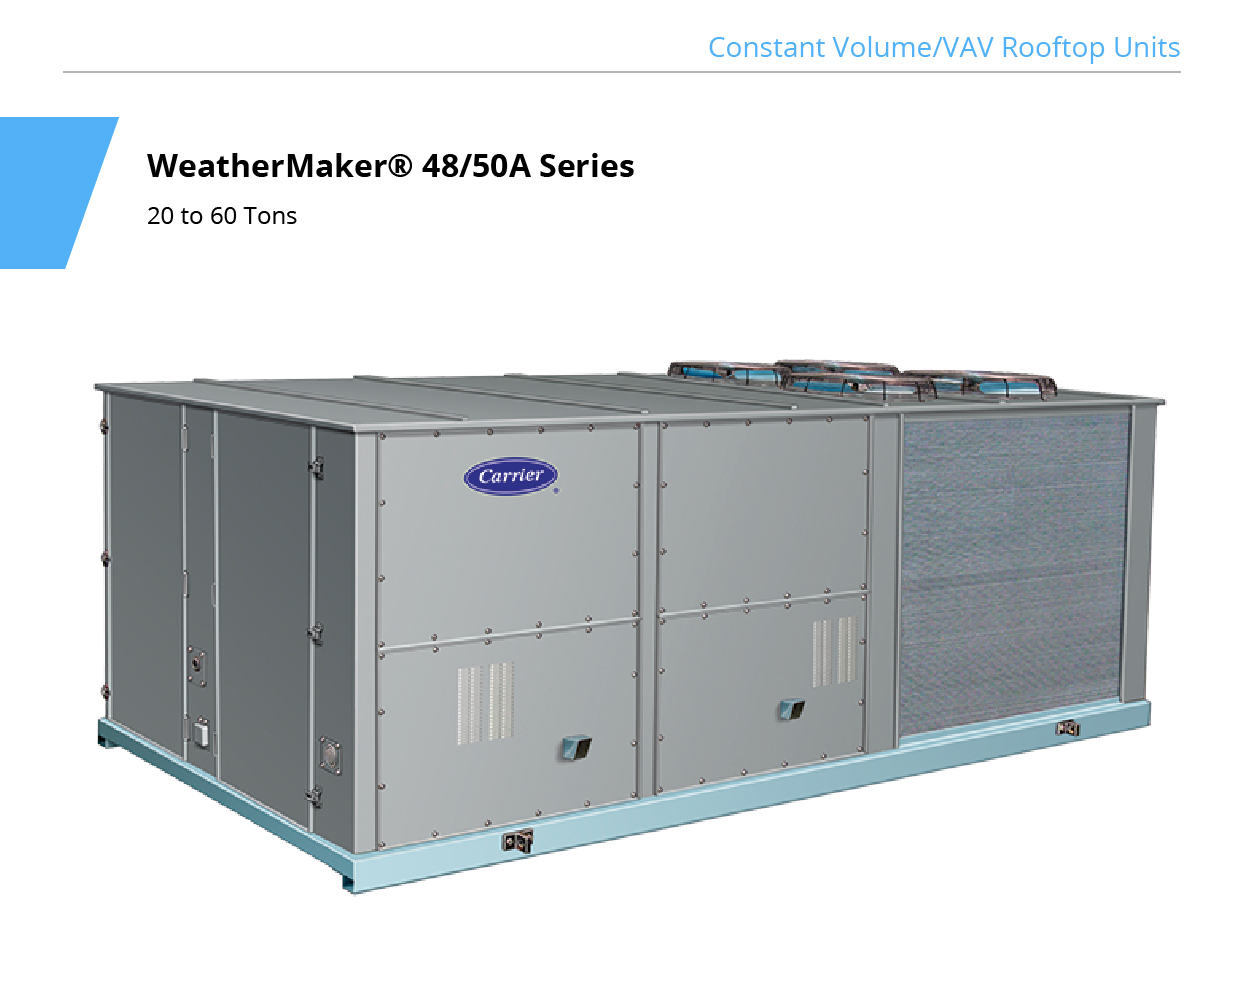 Constant Volume/VAV Rooftop Units
WeatherMaker® 48/50A Series
20 to 60 Tons
Carrier
®